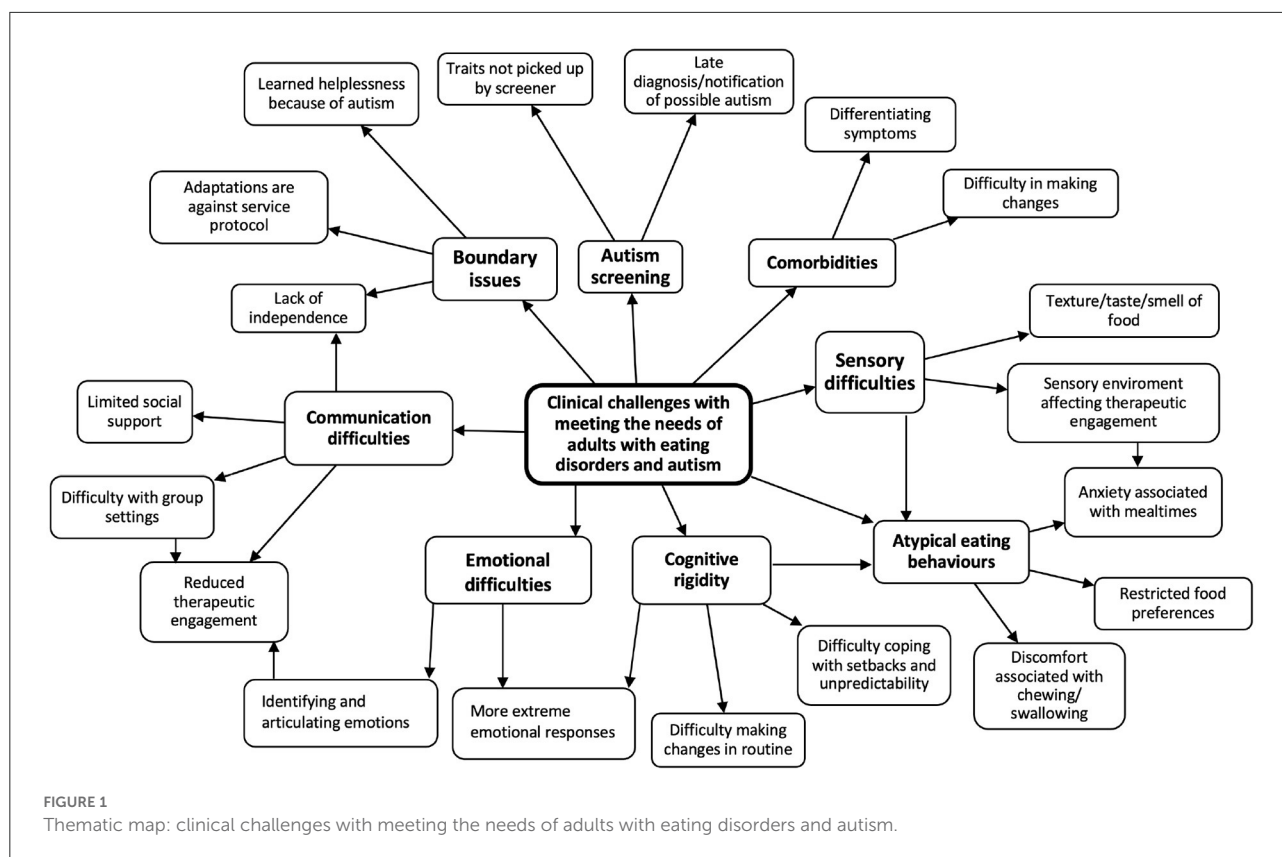 Learned helplessness
because of autism
Traits not picked up
by screener
Late
diagnosis/notification
of possible autism
Differentiating
symptoms
Adaptations are
against service
protocol
Difficulty in making
changes
Boundary
issues
Autism
screening
Comorbidities
Lack of
independence
Texture/taste/smell of
food
Sensory
difficulties
Limited social
support
Communication
difficulties
Clinical challenges with
meeting the needs of
adults with eating
disorders and autism
Sensory enviroment
affecting therapeutic
engagement
Difficulty with group
settings
Anxiety associated
with mealtimes
Emotional
difficulties
Cognitive
rigidity
Atypical eating
behaviours
Reduced
therapeutic
engagement
Restricted food
preferences
Identifying and
articulating emotions
More extreme
emotional responses
Difficulty making
changes in routine
Difficulty coping
with setbacks and
unpredictability
Discomfort
associated with
chewing/
swallowing
FIGURE 1
Thematic map: clinical challenges with meeting the needs of adults with eating disorders and autism.